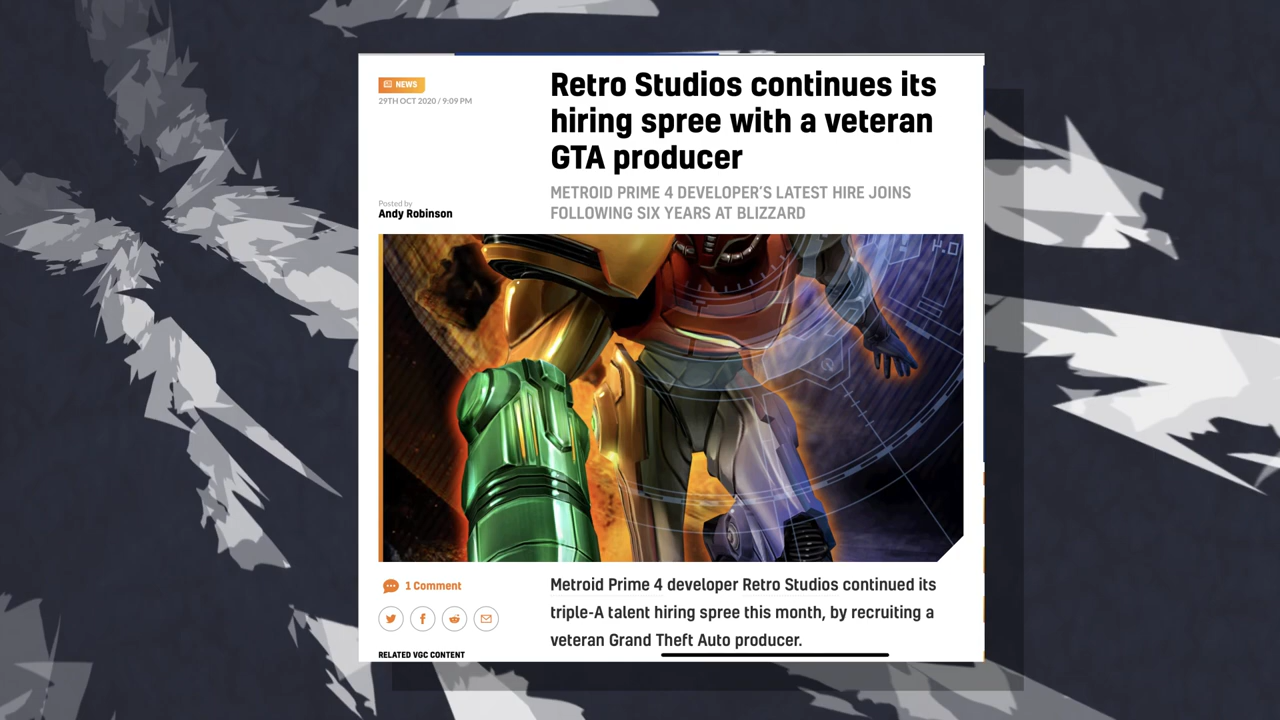 NEWS
29TH OCT 2020 / 9:09 PM
Posted by
Andy Robinson
Retro Studios continues its
hiring spree with a veteran
GTA producer
METROID PRIME 4 DEVELOPER'S LATEST HIRE JOINS
FOLLOWING SIX YEARS AT BLIZZARD
1 Comment
RELATED VGC CONTENT
Metroid Prime 4 developer Retro Studios continued its
triple-A talent hiring spree this month, by recruiting a
veteran Grand Theft Auto producer.